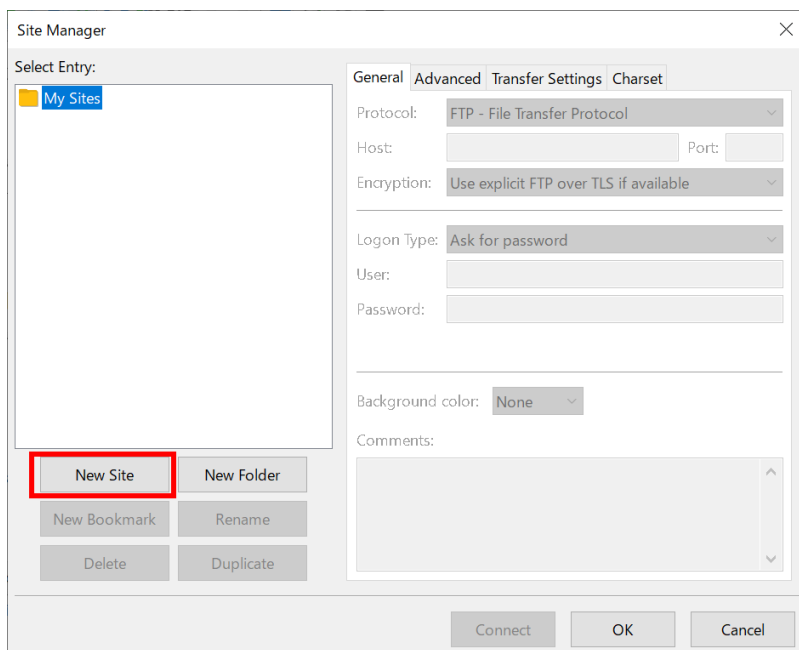 Site Manager
Select Entry:
My Sites
New Site
New Folder
New Bookmark
Rename
Delete
Duplicate
General
Advanced
Transfer Settings
Charset
Protocol:
FTP - File Transfer Protocol
Host:
Port:
Encryption:
Use explicit FTP over TLS if available
Logon Type:
Ask for password
User:
Password:
Background color:
None
Comments:
Connect
OK
Cancel